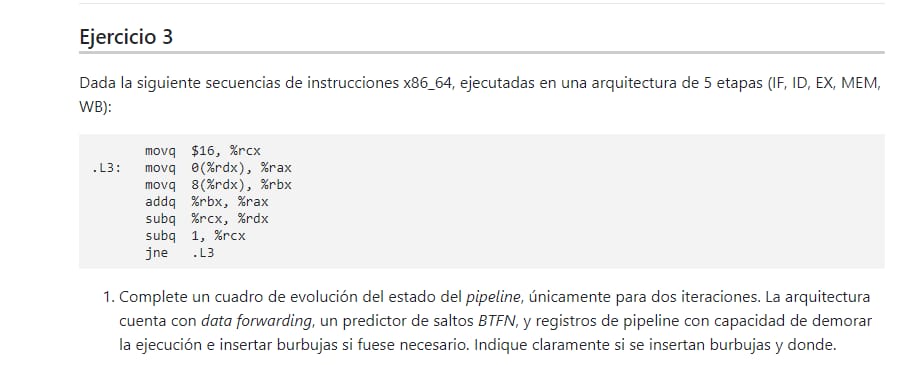 Ejercicio 3
Dada la siguiente secuencias de instrucciones x86_64, ejecutadas en una arquitectura de 5 etapas (IF, ID, EX, MEM,
WB):
movq $16, %rcx
.L3: movq 0(%rdx), %rax
movq 8(%rdx), %rbx
addq %rbx, %rax
subq %rcx, %rdx
subq 1, %rcx
jne .L3
1. Complete un cuadro de evolución del estado del pipeline, únicamente para dos iteraciones. La arquitectura
cuenta con data forwarding, un predictor de saltos BTFN, y registros de pipeline con capacidad de demorar
la ejecución e insertar burbujas si fuese necesario. Indique claramente si se insertan burbujas y donde.